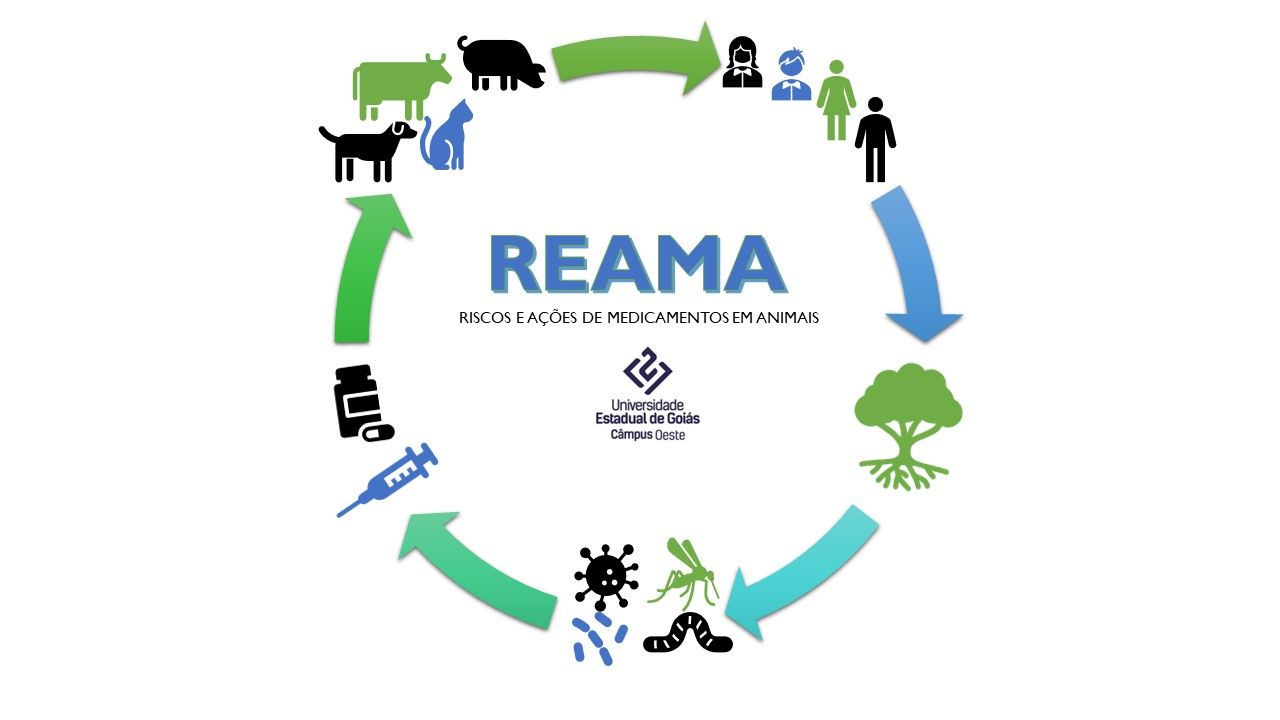 REAMA
RISCOS E AÇÕES DE MEDICAMENTOS EM ANIMAIS
Universidade
Estadual de Goiás
Câmpus Oeste